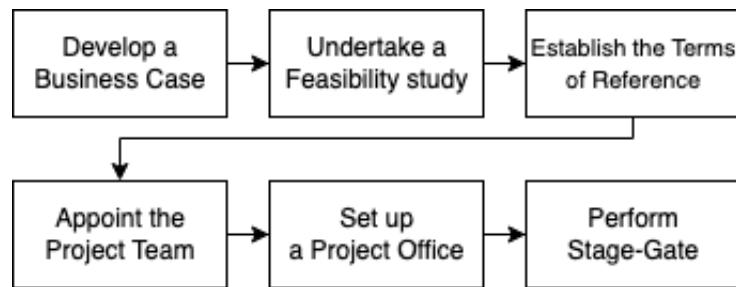 Develop a
Business Case
Undertake a
Feasibility study
Establish the Terms
of Reference
Appoint the
Project Team
Set up
a Project Office
Perform
Stage-Gate